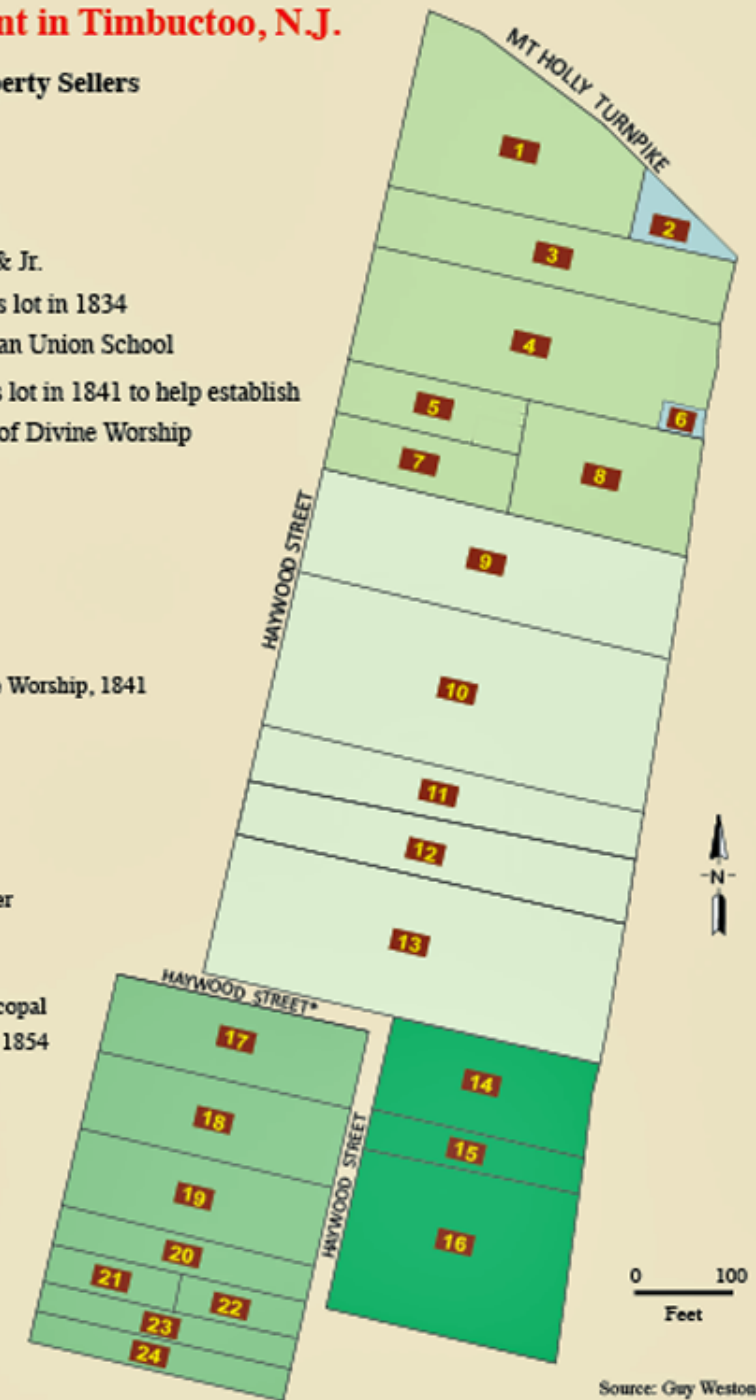 nt in Timbuctoo, N.J.
erty Sellers
& Jr.
s lot in 1834
an Union School
s lot in 1841 to help establish
of Divine Worship
Worship, 1841
er
copal
1854
MT HOLLY TURNPIKE
1
2
3
4
5
6
7
8
HAYWOOD STREET
9
10
11
12
-N-
13
HAYWOOD STREET*
17
14
18
HAYWOOD STREET
15
19
16
20
21
22
23
24
0 100
Feet
Source: Guy Weston